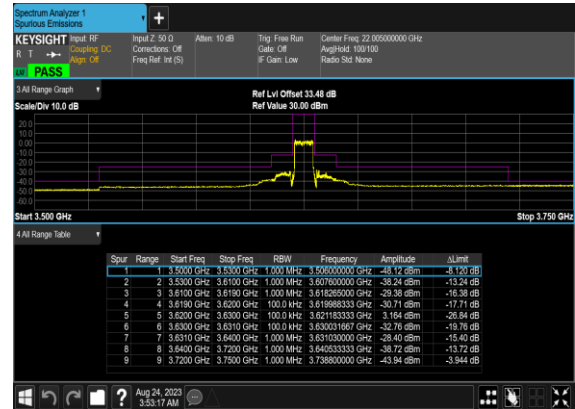 Spectrum Analyzer 1
Spurious Emissions
+
KEYSIGHT Input: RF Input Z: 50 Ω Atten: 10 dB Trig: Free Run Center Freq: 22.005000000 GHz
R T Coupling: DC Corrections: Off Gate: Off Avg|Hold: 100/100
Align: Off Freq Ref: Int (S) IF Gain: Low Radio Std: None
PASS
3 All Range Graph
Ref Lvl Offset 33.48 dB
Scale/Div 10.0 dB Ref Value 30.00 dBm
20.0
10.0
0.00
-10.0
-20.0
-30.0
-40.0
-50.0
-60.0
Start 3.500 GHz Stop 3.750 GHz
4 All Range Table
Spur Range Start Freq Stop Freq RBW Frequency Amplitude ΔLimit
1 1 3.5000 GHz 3.5300 GHz 1.000 MHz 3.506000000 GHz -48.12 dBm -8.120 dB
2 2 3.5300 GHz 3.6100 GHz 1.000 MHz 3.607600000 GHz -38.24 dBm -13.24 dB
3 3 3.6100 GHz 3.6190 GHz 1.000 MHz 3.618265000 GHz -29.38 dBm -16.38 dB
4 4 3.6190 GHz 3.6200 GHz 100.0 kHz 3.619988333 GHz -30.71 dBm -17.71 dB
5 5 3.6200 GHz 3.6300 GHz 100.0 kHz 3.621183333 GHz 3.164 dBm -26.84 dB
6 6 3.6300 GHz 3.6310 GHz 100.0 kHz 3.630031667 GHz -32.76 dBm -19.76 dB
7 7 3.6310 GHz 3.6400 GHz 1.000 MHz 3.631030000 GHz -28.40 dBm -15.40 dB
8 8 3.6400 GHz 3.7200 GHz 1.000 MHz 3.640533333 GHz -38.72 dBm -13.72 dB
9 9 3.7200 GHz 3.7500 GHz 1.000 MHz 3.738800000 GHz -43.94 dBm -3.944 dB
? Aug 24, 2023
3:53:17 AM